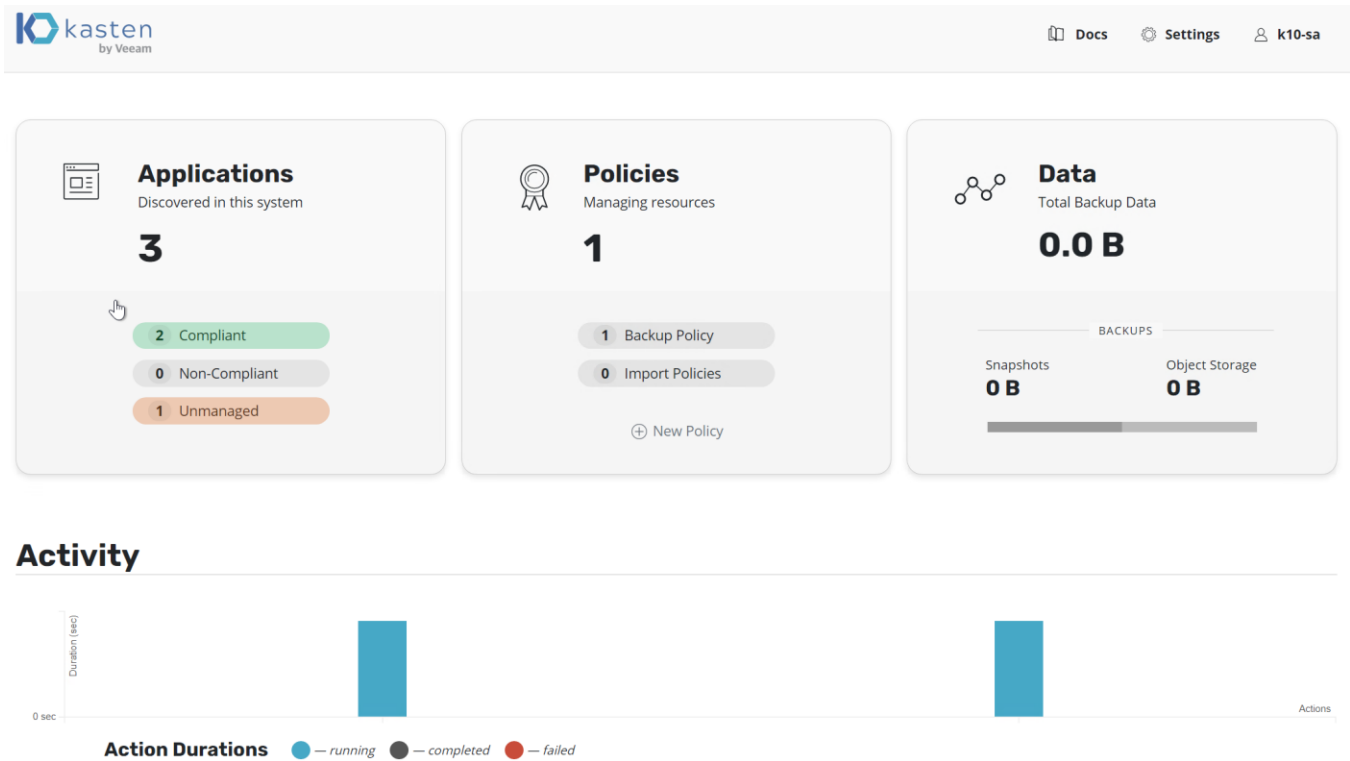 kasten
by Veeam
Docs
Settings
k10-sa
Applications
Discovered in this system
3
2 Compliant
0 Non-Compliant
1 Unmanaged
Policies
Managing resources
1
1 Backup Policy
0 Import Policies
New Policy
Data
Total Backup Data
0.0 B
BACKUPS
Snapshots
0 B
Object Storage
0 B
Activity
Duration (sec)
0 sec
Actions
Action Durations — running — completed — failed